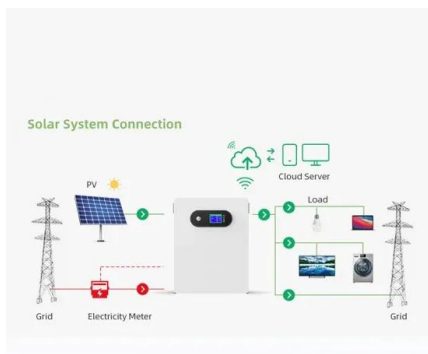 Solar System Connection
Cloud Server
PV
Load
Grid
Electricity Meter
Grid